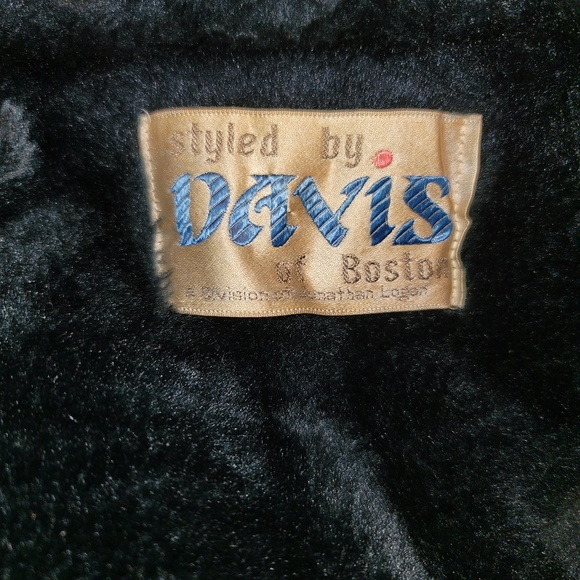 styled by
DAVIS
of Boston
A Division of Jonathan Logan